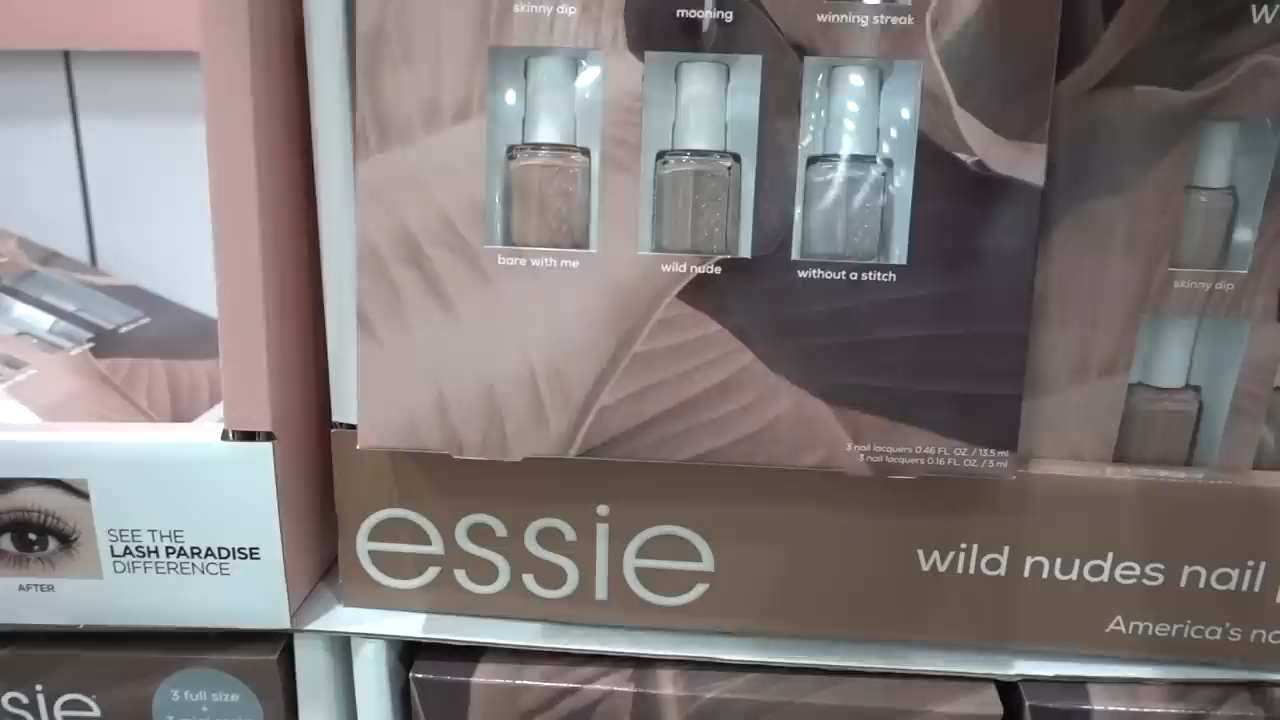 skinny dip
mooning
winning streak
bare with me
wild nude
without a stitch
skinny dip
3 nail lacquers 0.46 FL. OZ. / 13.5 ml
3 nail lacquers 0.16 FL. OZ. / 5 ml
essie
wild nudes nail
America's
SEE THE
LASH PARADISE
DIFFERENCE
AFTER
sie
3 full size
+